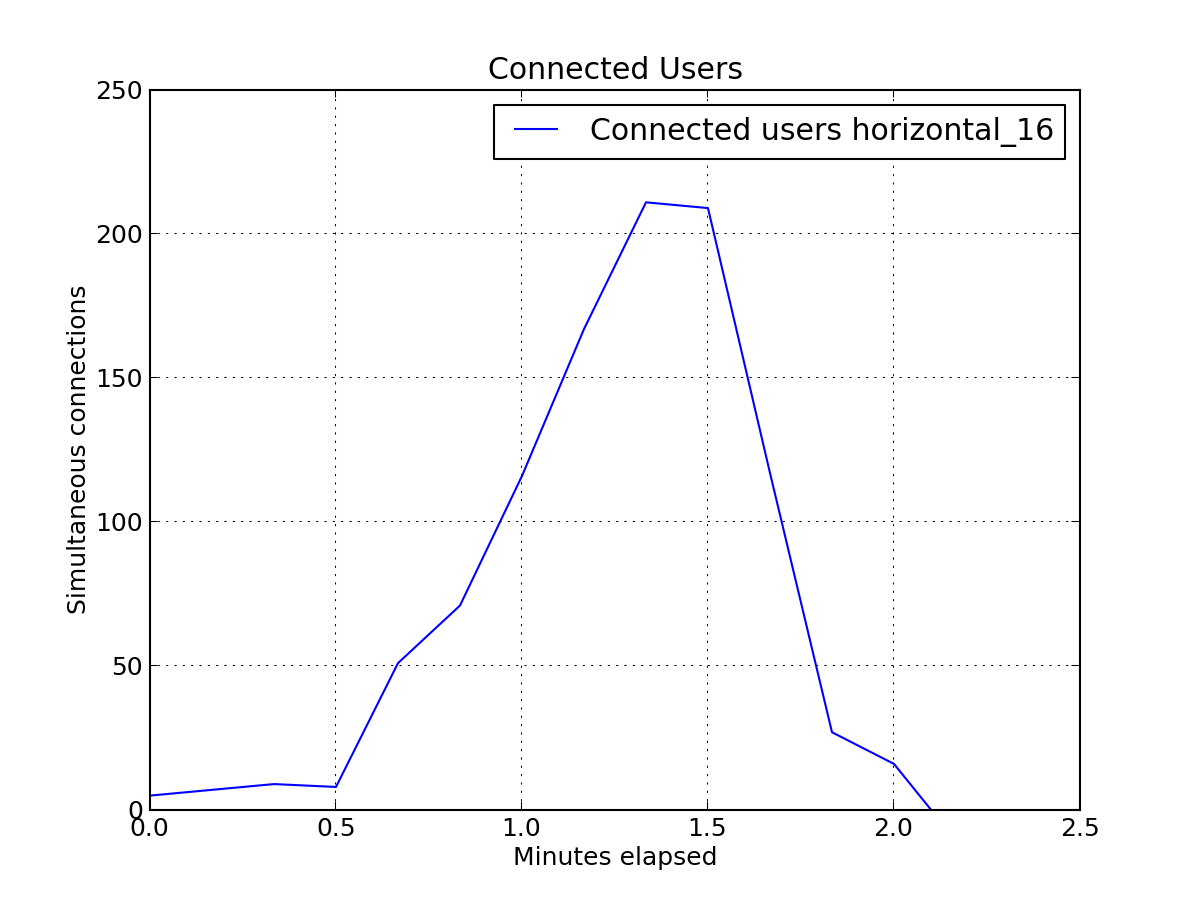 Connected Users
Connected users horizontal_16
250
200
150
100
50
0
Simultaneous connections
0.0 0.5 1.0 1.5 2.0 2.5
Minutes elapsed